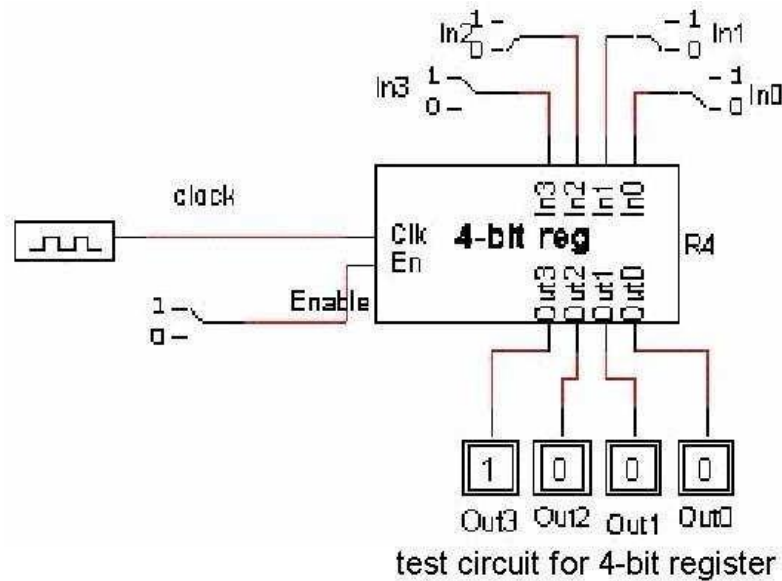 In2 1 0
1 0 In1
In3 1 0
1 0 In0
clock
In3 In2 In1 In0
Clk 4-bit reg
En
R4
Out3 Out2 Out1 Out0
Enable
1 0
1 0 0 0
Out3 Out2 Out1 Out0
test circuit for 4-bit register